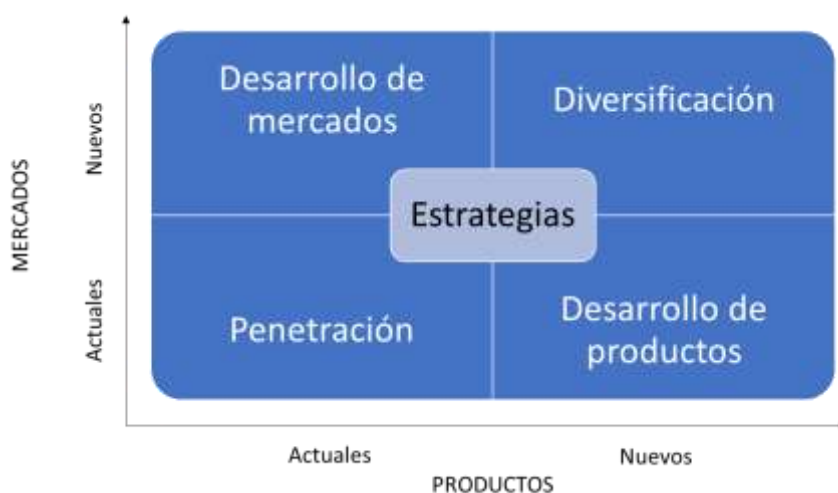 MERCADOS
Nuevos
Actuales
Desarrollo de
mercados
Diversificación
Estrategias
Penetración
Desarrollo de
productos
Actuales
Nuevos
PRODUCTOS